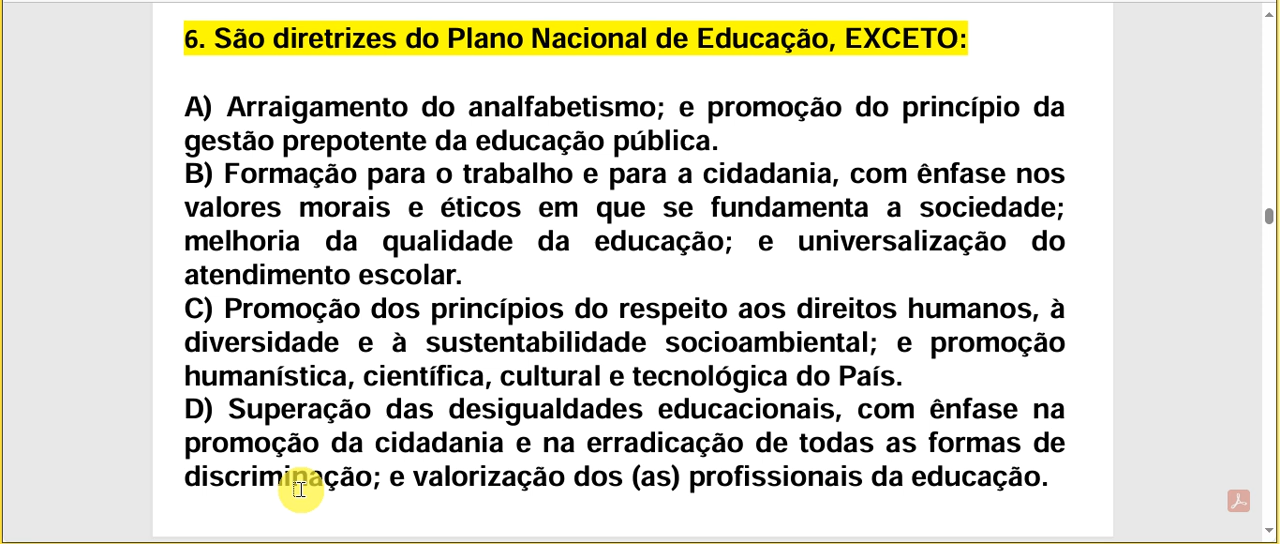 6. São diretrizes do Plano Nacional de Educação, EXCETO:
A) Arraigamento do analfabetismo; e promoção do princípio da
gestão prepotente da educação pública.
B) Formação para o trabalho e para a cidadania, com ênfase nos
valores morais e éticos em que se fundamenta a sociedade;
melhoria da qualidade da educação; e universalização do
atendimento escolar.
C) Promoção dos princípios do respeito aos direitos humanos, à
diversidade e à sustentabilidade socioambiental; e promoção
humanística, científica, cultural e tecnológica do País.
D) Superação das desigualdades educacionais, com ênfase na
promoção da cidadania e na erradicação de todas as formas de
discriminação; e valorização dos (as) profissionais da educação.